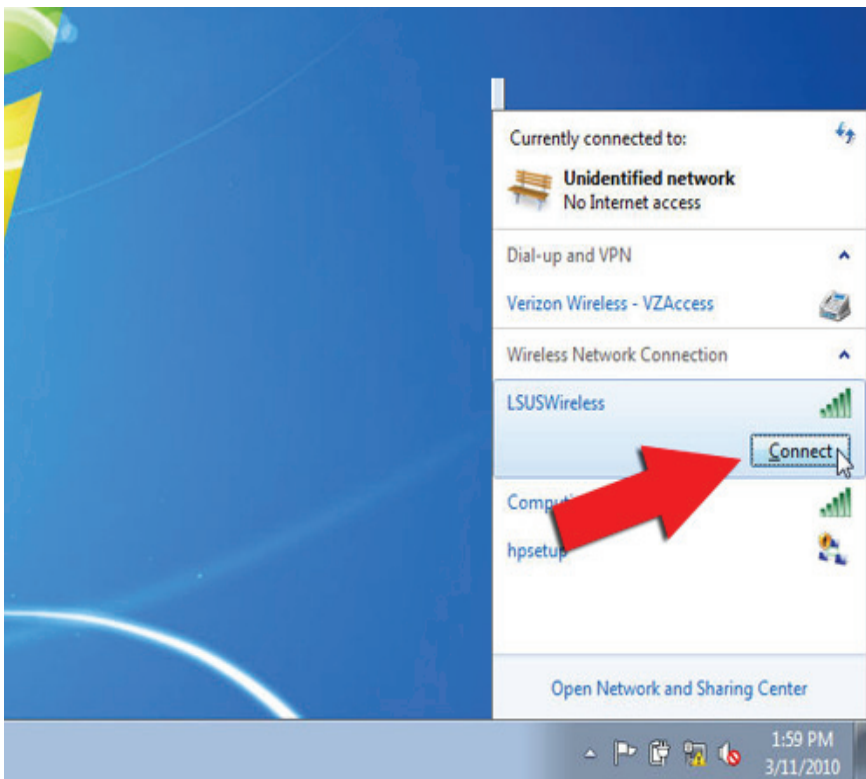 Currently connected to:
Unidentified network
No Internet access
Dial-up and VPN
Verizon Wireless - VZAccess
Wireless Network Connection
LSUSWireless
Connect
hpsetup
Open Network and Sharing Center
1:59 PM
3/11/2010